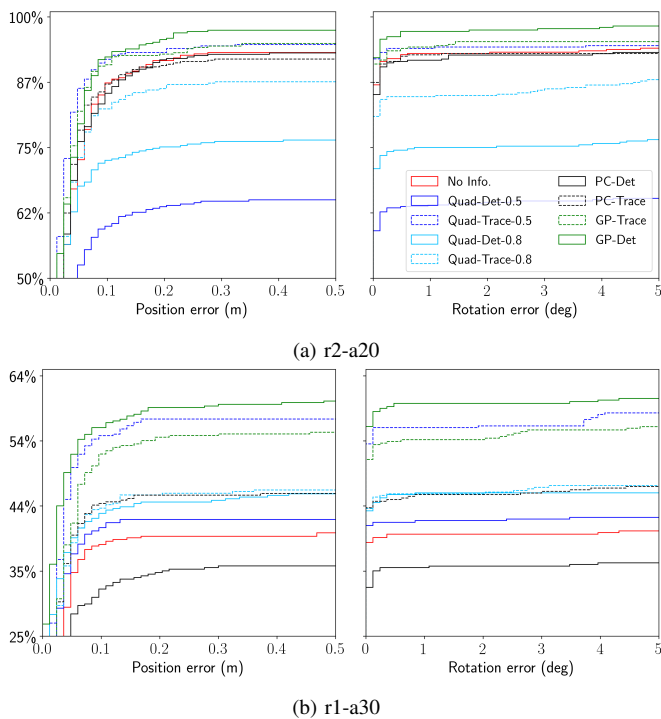 100%
87%
75%
62%
50%
0.0 0.1 0.2 0.3 0.4 0.5
Position error (m)
No Info.
Quad-Det-0.5
Quad-Trace-0.5
Quad-Det-0.8
Quad-Trace-0.8
PC-Det
PC-Trace
GP-Trace
GP-Det
0 1 2 3 4 5
Rotation error (deg)
(a) r2-a20
64%
54%
44%
35%
25%
0.0 0.1 0.2 0.3 0.4 0.5
Position error (m)
0 1 2 3 4 5
Rotation error (deg)
(b) r1-a30